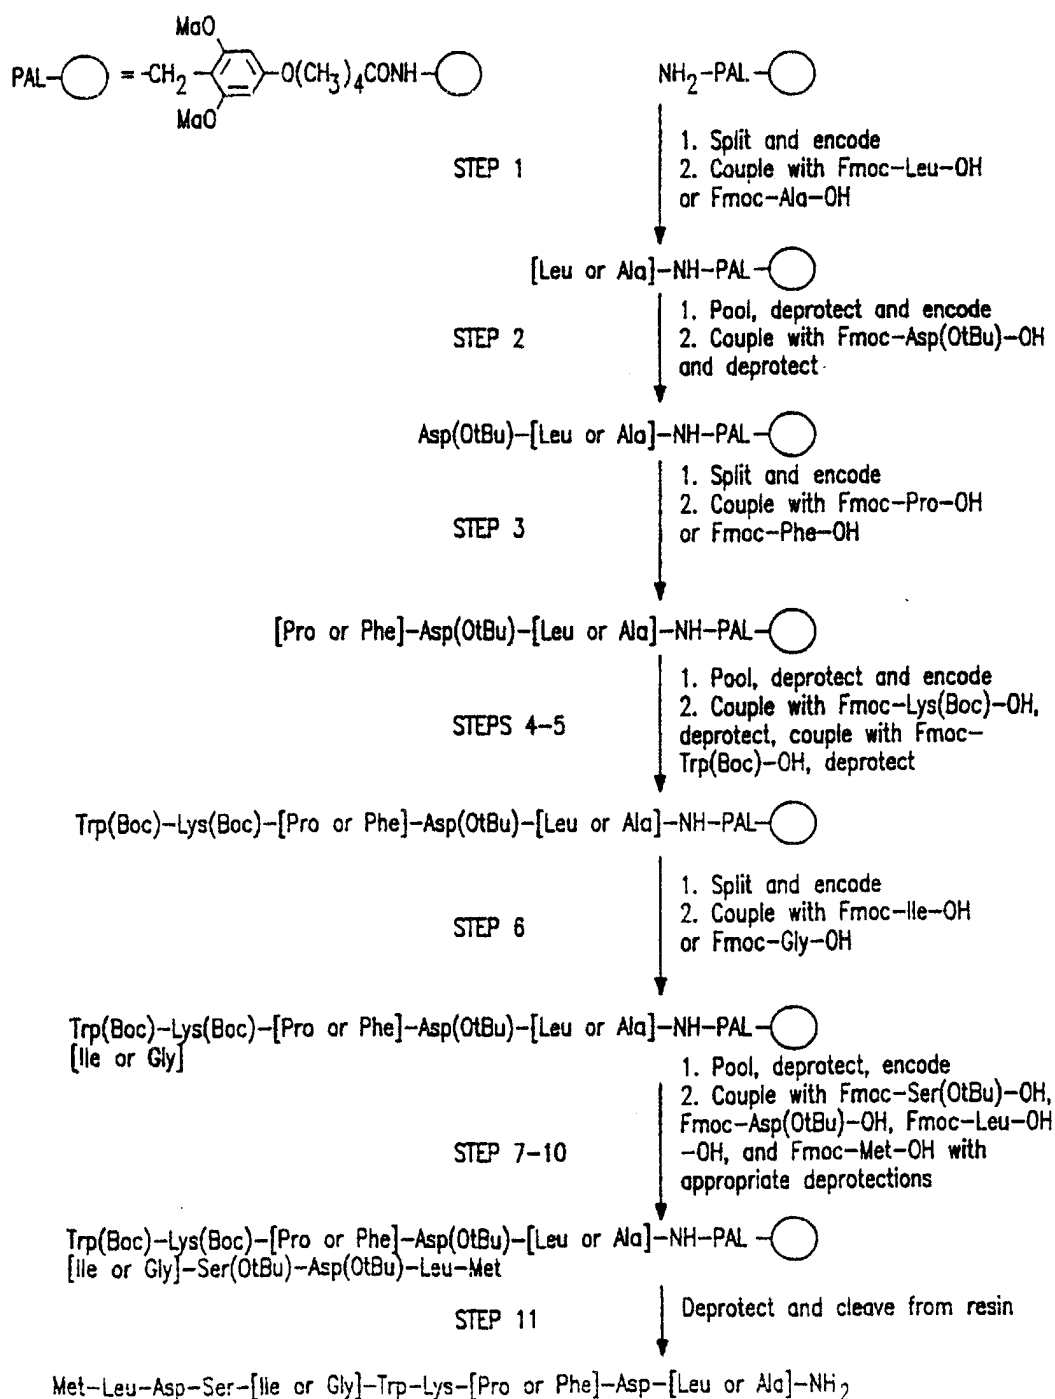 MaO
PAL = -CH2 -O(CH3)4CONH-
MaO
NH2-PAL
STEP 1
1. Split and encode
2. Couple with Fmoc-Leu-OH
or Fmoc-Ala-OH
[Leu or Ala]-NH-PAL
STEP 2
1. Pool, deprotect and encode
2. Couple with Fmoc-Asp(OtBu)-OH
and deprotect
Asp(OtBu)-[Leu or Ala]-NH-PAL
STEP 3
1. Split and encode
2. Couple with Fmoc-Pro-OH
or Fmoc-Phe-OH
[Pro or Phe]-Asp(OtBu)-[Leu or Ala]-NH-PAL
STEPS 4-5
1. Pool, deprotect and encode
2. Couple with Fmoc-Lys(Boc)-OH,
deprotect, couple with Fmoc-
Trp(Boc)-OH, deprotect
Trp(Boc)-Lys(Boc)-[Pro or Phe]-Asp(OtBu)-[Leu or Ala]-NH-PAL
STEP 6
1. Split and encode
2. Couple with Fmoc-Ile-OH
or Fmoc-Gly-OH
Trp(Boc)-Lys(Boc)-[Pro or Phe]-Asp(OtBu)-[Leu or Ala]-NH-PAL
[Ile or Gly]
STEP 7-10
1. Pool, deprotect, encode
2. Couple with Fmoc-Ser(OtBu)-OH,
Fmoc-Asp(OtBu)-OH, Fmoc-Leu-OH
-OH, and Fmoc-Met-OH with
appropriate deprotections
Trp(Boc)-Lys(Boc)-[Pro or Phe]-Asp(OtBu)-[Leu or Ala]-NH-PAL
[Ile or Gly]-Ser(OtBu)-Asp(OtBu)-Leu-Met
STEP 11
Deprotect and cleave from resin
Met-Leu-Asp-Ser-[Ile or Gly]-Trp-Lys-[Pro or Phe]-Asp-[Leu or Ala]-NH2